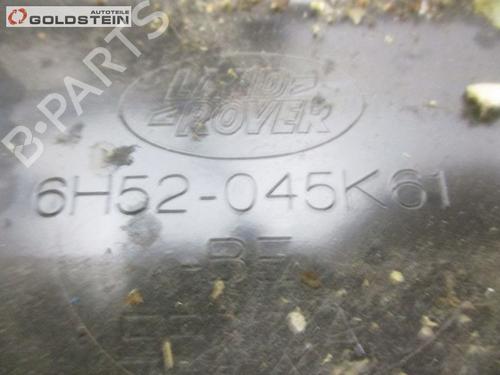 AUTOTEILE
GOLDSTEIN
B-PARTS
LAND
ROVER
6H52-045K61